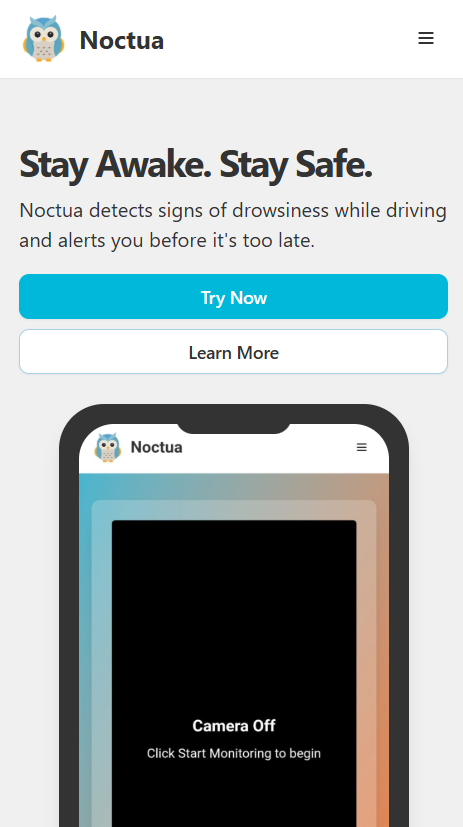 Noctua
Stay Awake. Stay Safe.
Noctua detects signs of drowsiness while driving
and alerts you before it's too late.
Try Now
Learn More
Noctua
Camera Off
Click Start Monitoring to begin